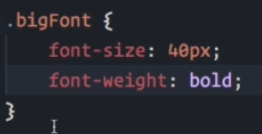 .bigFont {
    font-size: 40px;
    font-weight: bold;
}